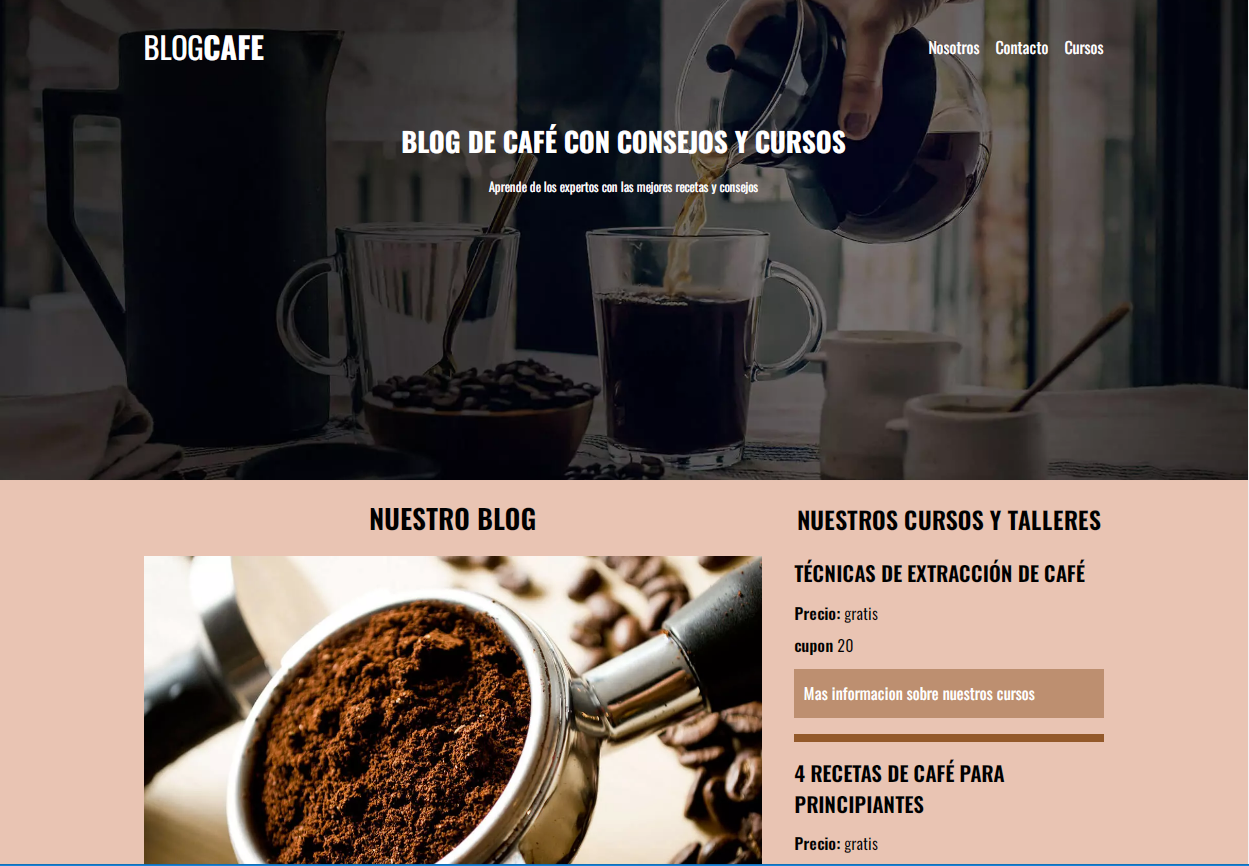 BLOGCAFE
Nosotros Contacto Cursos
BLOG DE CAFÉ CON CONSEJOS Y CURSOS
Aprende de los expertos con las mejores recetas y consejos
NUESTRO BLOG
NUESTROS CURSOS Y TALLERES
TÉCNICAS DE EXTRACCIÓN DE CAFÉ
Precio: gratis
cupon 20
Mas informacion sobre nuestros cursos
4 RECETAS DE CAFÉ PARA
PRINCIPIANTES
Precio: gratis